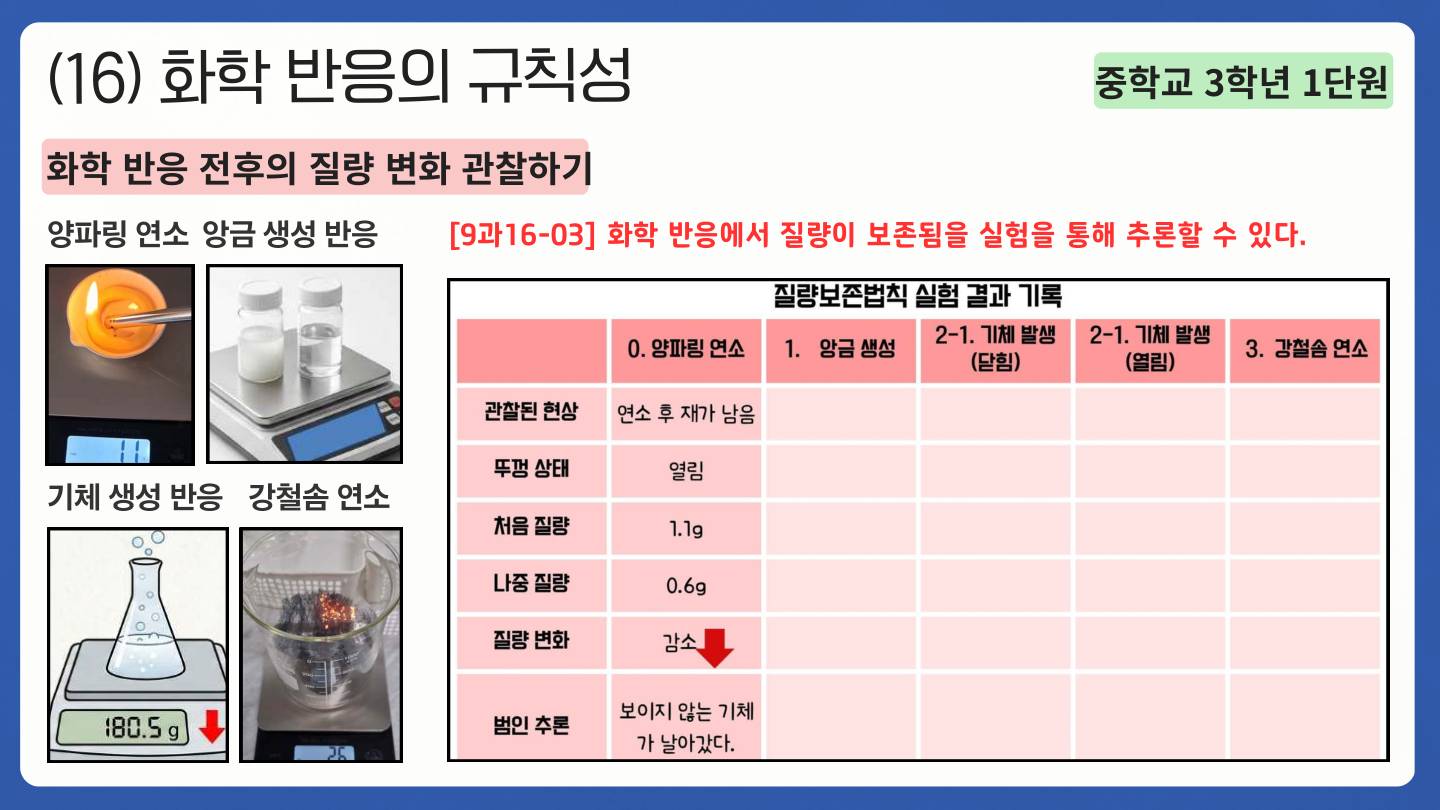 (16) 화학 반응의 규칙성
중학교 3학년 1단원
화학 반응 전후의 질량 변화 관찰하기
양파링 연소 앙금 생성 반응
기체 생성 반응 강철솜 연소
180.5 g
[9과16-03] 화학 반응에서 질량이 보존됨을 실험을 통해 추론할 수 있다.
질량보존법칙 실험 결과 기록
0. 양파링 연소
1. 앙금 생성
2-1. 기체 발생
(닫힘)
2-1. 기체 발생
(열림)
3. 강철솜 연소
관찰된 현상
연소 후 재가 남음
뚜껑 상태
열림
처음 질량
1.1g
나중 질량
0.6g
질량 변화
감소
범인 추론
보이지 않는 기체
가 날아갔다.